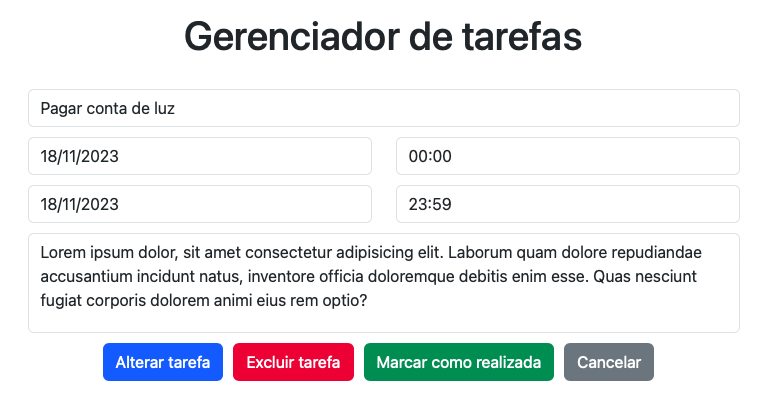 Gerenciador de tarefas
Pagar conta de luz
18/11/2023
00:00
18/11/2023
23:59
Lorem ipsum dolor, sit amet consectetur adipisicing elit. Laborum quam dolore repudiandae
accusantium incidunt natus, inventore officia doloremque debitis enim esse. Quas nesciunt
fugiat corporis dolorem animi eius rem optio?
Alterar tarefa
Excluir tarefa
Marcar como realizada
Cancelar